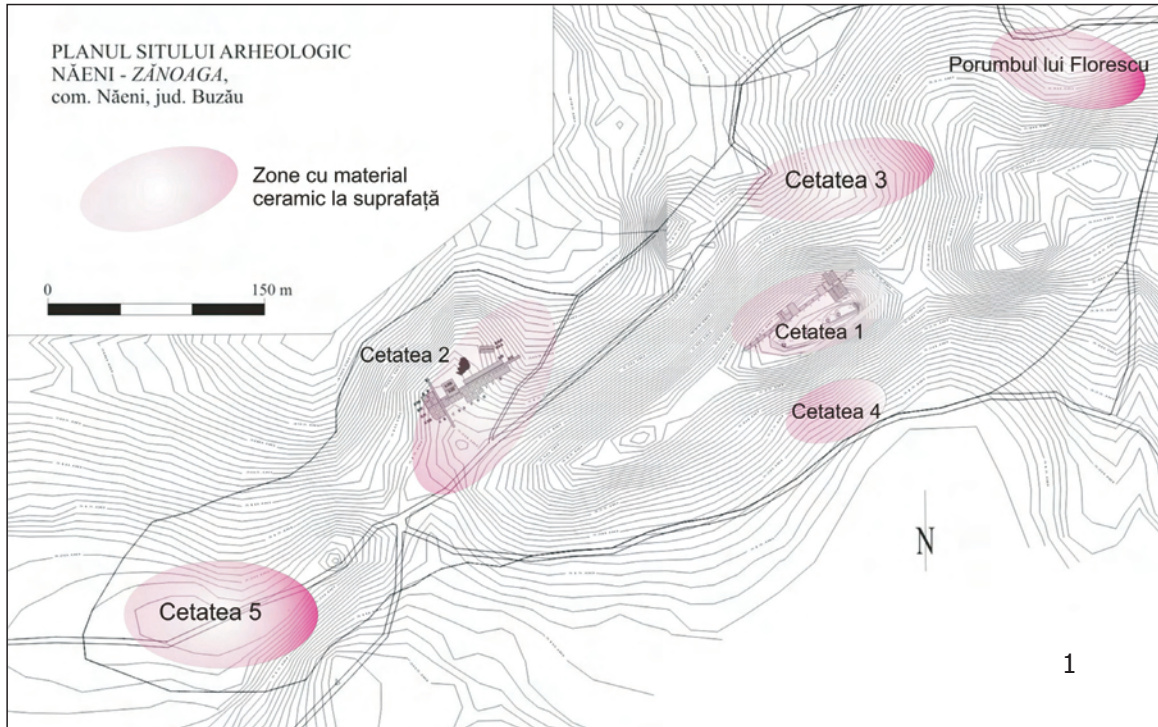 PLANUL SITULUI ARHEOLOGIC
NĂENI - ZĂNOAGA,
com. Năeni, jud. Buzău
Zone cu material
ceramic la suprafață
0 150 m
Porumbul lui Florescu
Cetatea 3
Cetatea 1
Cetatea 2
Cetatea 4
N
Cetatea 5
1